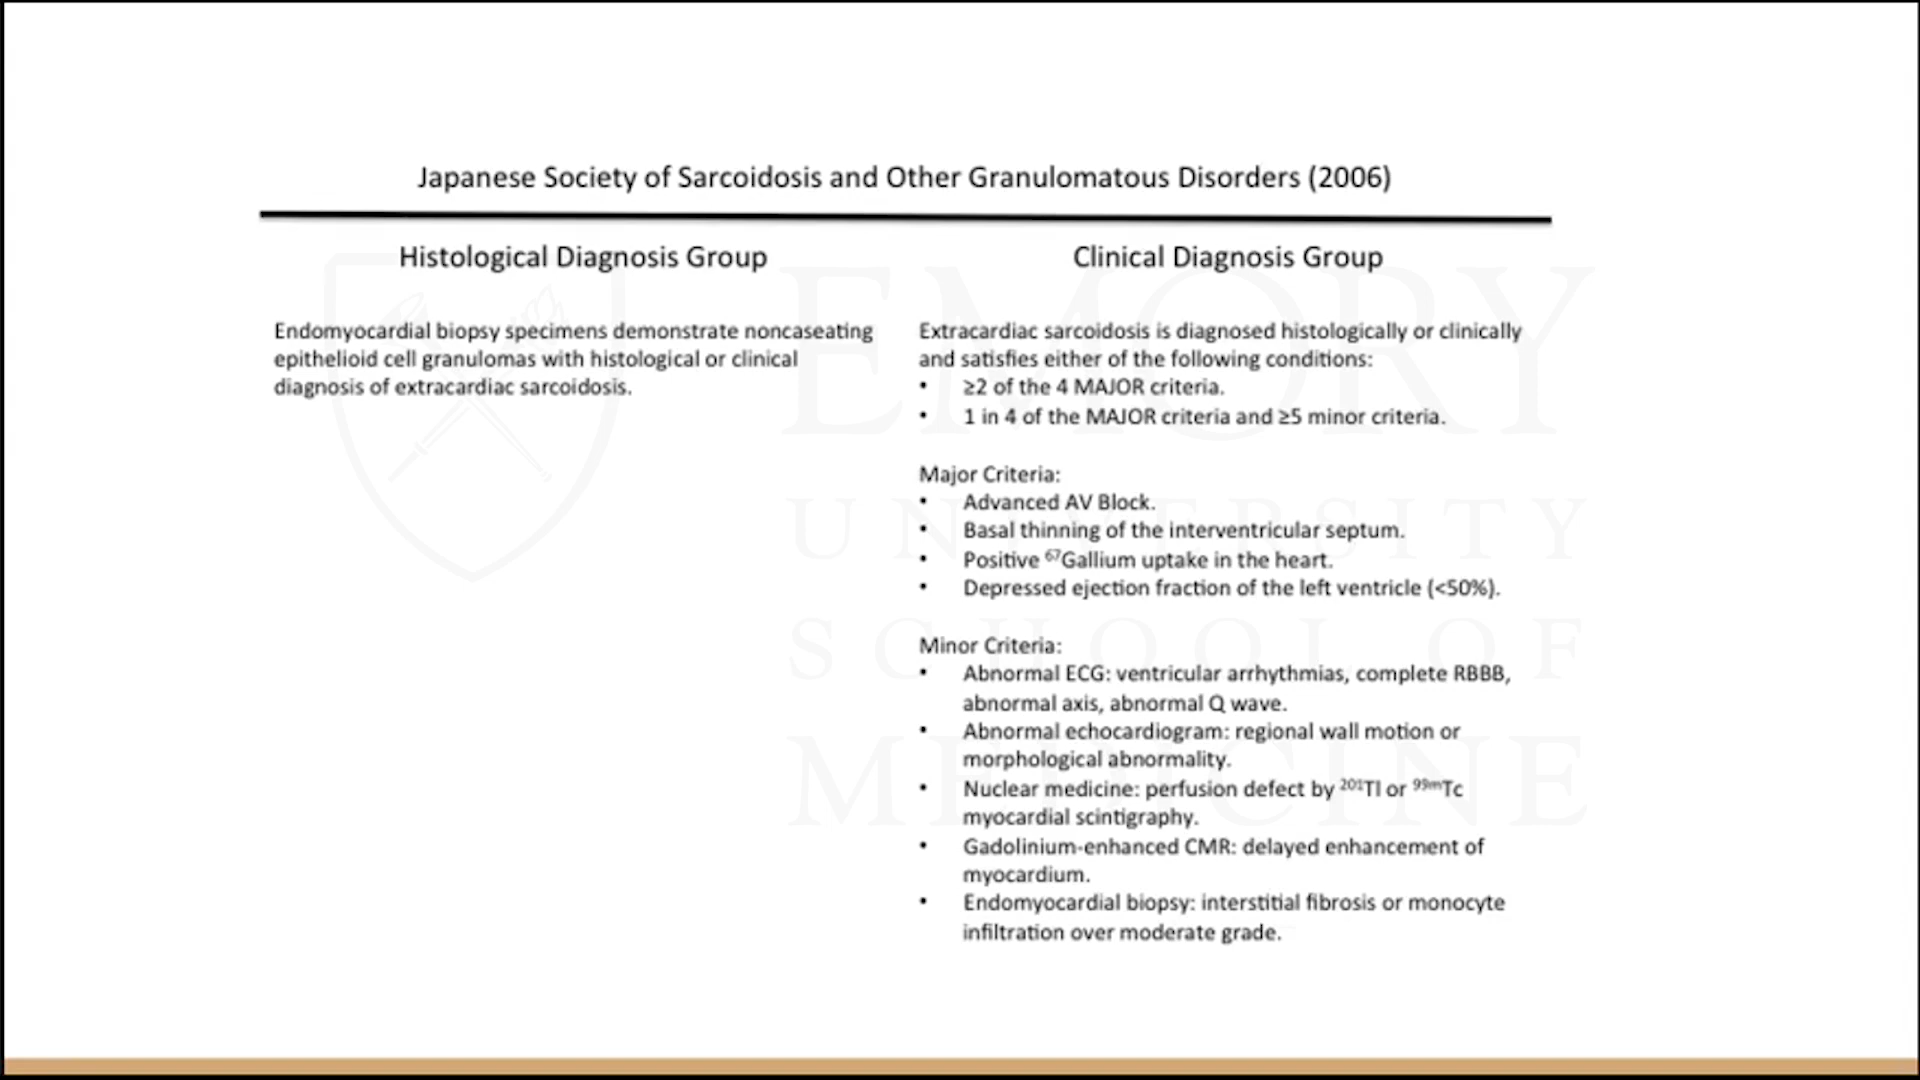 Japanese Society of Sarcoidosis and Other Granulomatous Disorders (2006)
Histological Diagnosis Group
Endomyocardial biopsy specimens demonstrate noncaseating
epithelioid cell granulomas with histological or clinical
diagnosis of extracardiac sarcoidosis.
Clinical Diagnosis Group
Extracardiac sarcoidosis is diagnosed histologically or clinically
and satisfies either of the following conditions:
• ≥2 of the 4 MAJOR criteria.
• 1 in 4 of the MAJOR criteria and ≥5 minor criteria.
Major Criteria:
• Advanced AV Block.
• Basal thinning of the interventricular septum.
• Positive ⁶⁷Gallium uptake in the heart.
• Depressed ejection fraction of the left ventricle (<50%).
Minor Criteria:
• Abnormal ECG: ventricular arrhythmias, complete RBBB,
abnormal axis, abnormal Q wave.
• Abnormal echocardiogram: regional wall motion or
morphological abnormality.
• Nuclear medicine: perfusion defect by ²⁰¹Tl or ⁹⁹ᵐTc
myocardial scintigraphy.
• Gadolinium-enhanced CMR: delayed enhancement of
myocardium.
• Endomyocardial biopsy: interstitial fibrosis or monocyte
infiltration over moderate grade.
EMORY
UNIVERSITY
SCHOOL OF
MEDICINE